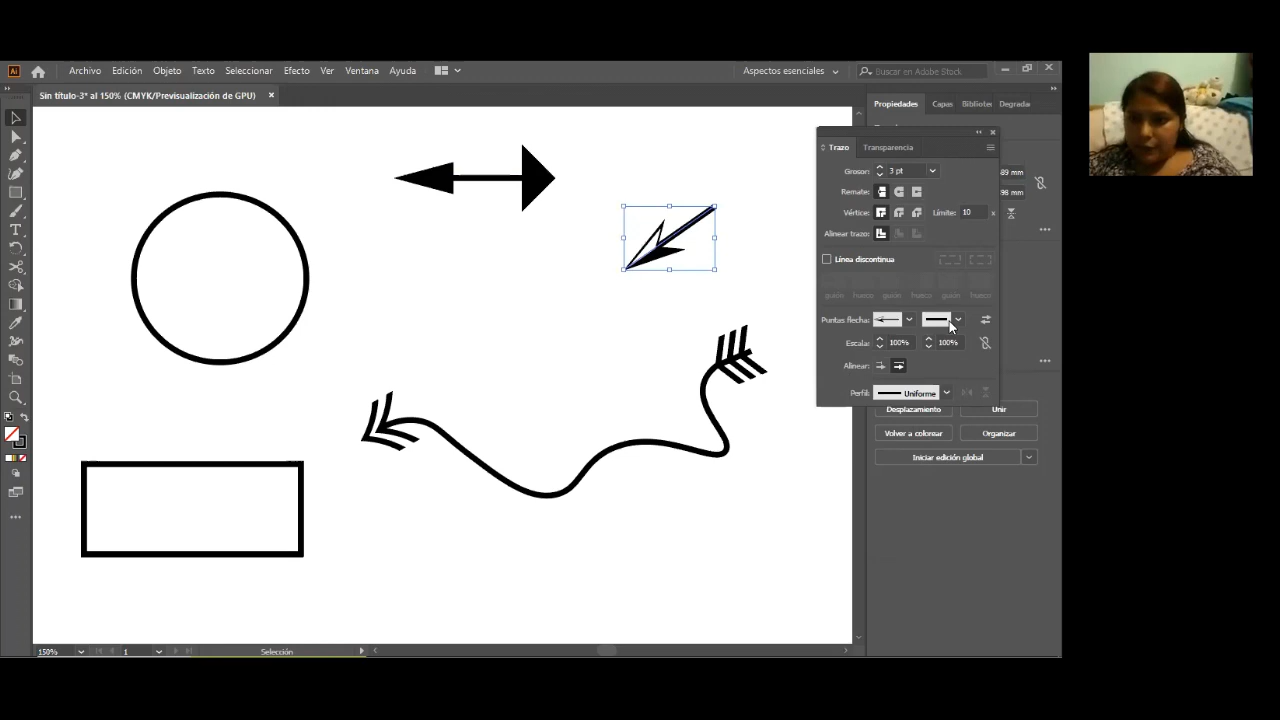 Ai
Archivo Edición Objeto Texto Seleccionar Efecto Ver Ventana Ayuda
Aspectos esenciales
Buscar en Adobe Stock
Sin título-3* al 150% (CMYK/Previsualización de GPU)
Propiedades Capas Bibliotec Degrada
Trazo Transparencia
Grosor: 3 pt
Remate:
Vértice: Límite: 10 x
Alinear trazo:
Línea discontinua
guión hueco guión hueco guión hueco
Puntas flecha:
Escalar: 100% 100%
Alinear:
Perfil: Uniforme
Desplazamiento Unir
Volver a colorear Organizar
Iniciar edición global
150% 1 Selección